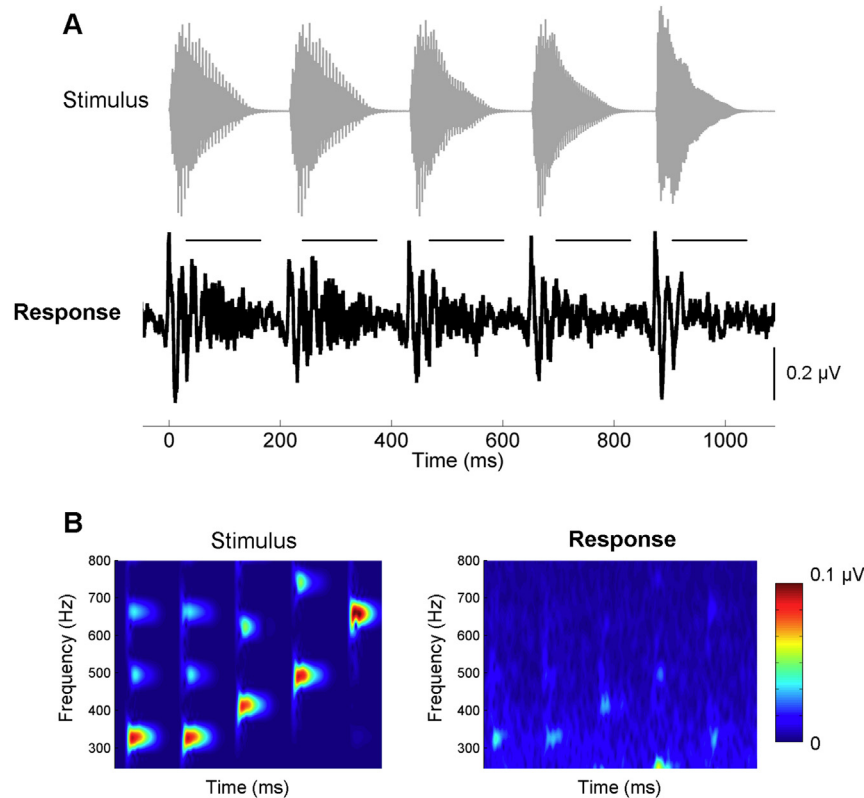 A
Stimulus
Response
0.2 µV
0 200 400 600 800 1000
Time (ms)
B
Stimulus
Response
800
700
600
500
400
300
Frequency (Hz)
Time (ms)
800
700
600
500
400
300
Frequency (Hz)
Time (ms)
0.1 µV
0